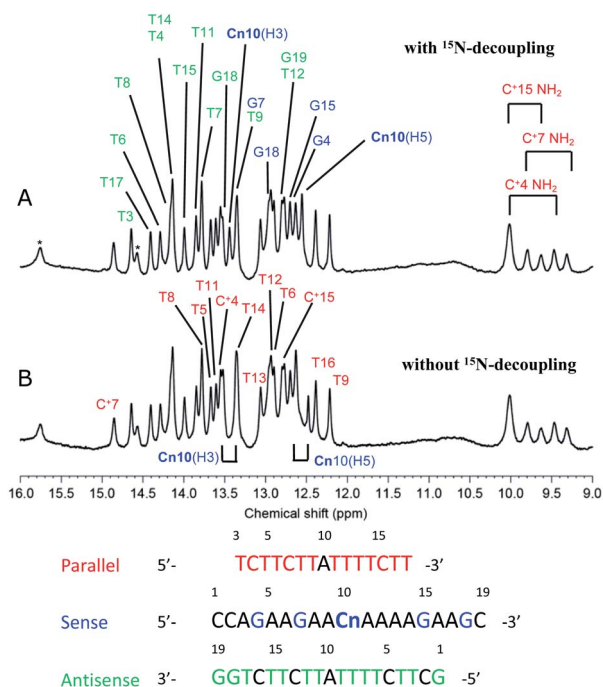 T14
T4
T11
Cn10(H3)
with ¹⁵N-decoupling
T8
T15
G18
G19
T12
C⁺15 NH₂
T7
G7
T9
G15
G4
T6
G18
Cn10(H5)
C⁺7 NH₂
A
T17
T3
C⁺4 NH₂
*
*
T12
T11
T8
C⁺4
T6
C⁺15
T5
T14
without ¹⁵N-decoupling
B
T13
T16
T9
C⁺7
Cn10(H3)
Cn10(H5)
16.0 15.5 15.0 14.5 14.0 13.5 13.0 12.5 12.0 11.5 11.0 10.5 10.0 9.5 9.0
Chemical shift (ppm)
3 5 10 15
Parallel 5’- TCTTCTTATTTTCTT -3’
1 5 10 15 19
Sense 5’- CCAGAAGAACnAAAAGAAGC -3’
19 15 10 5 1
Antisense 3’- GGTCTTCTTATTTTCTTCG -5’